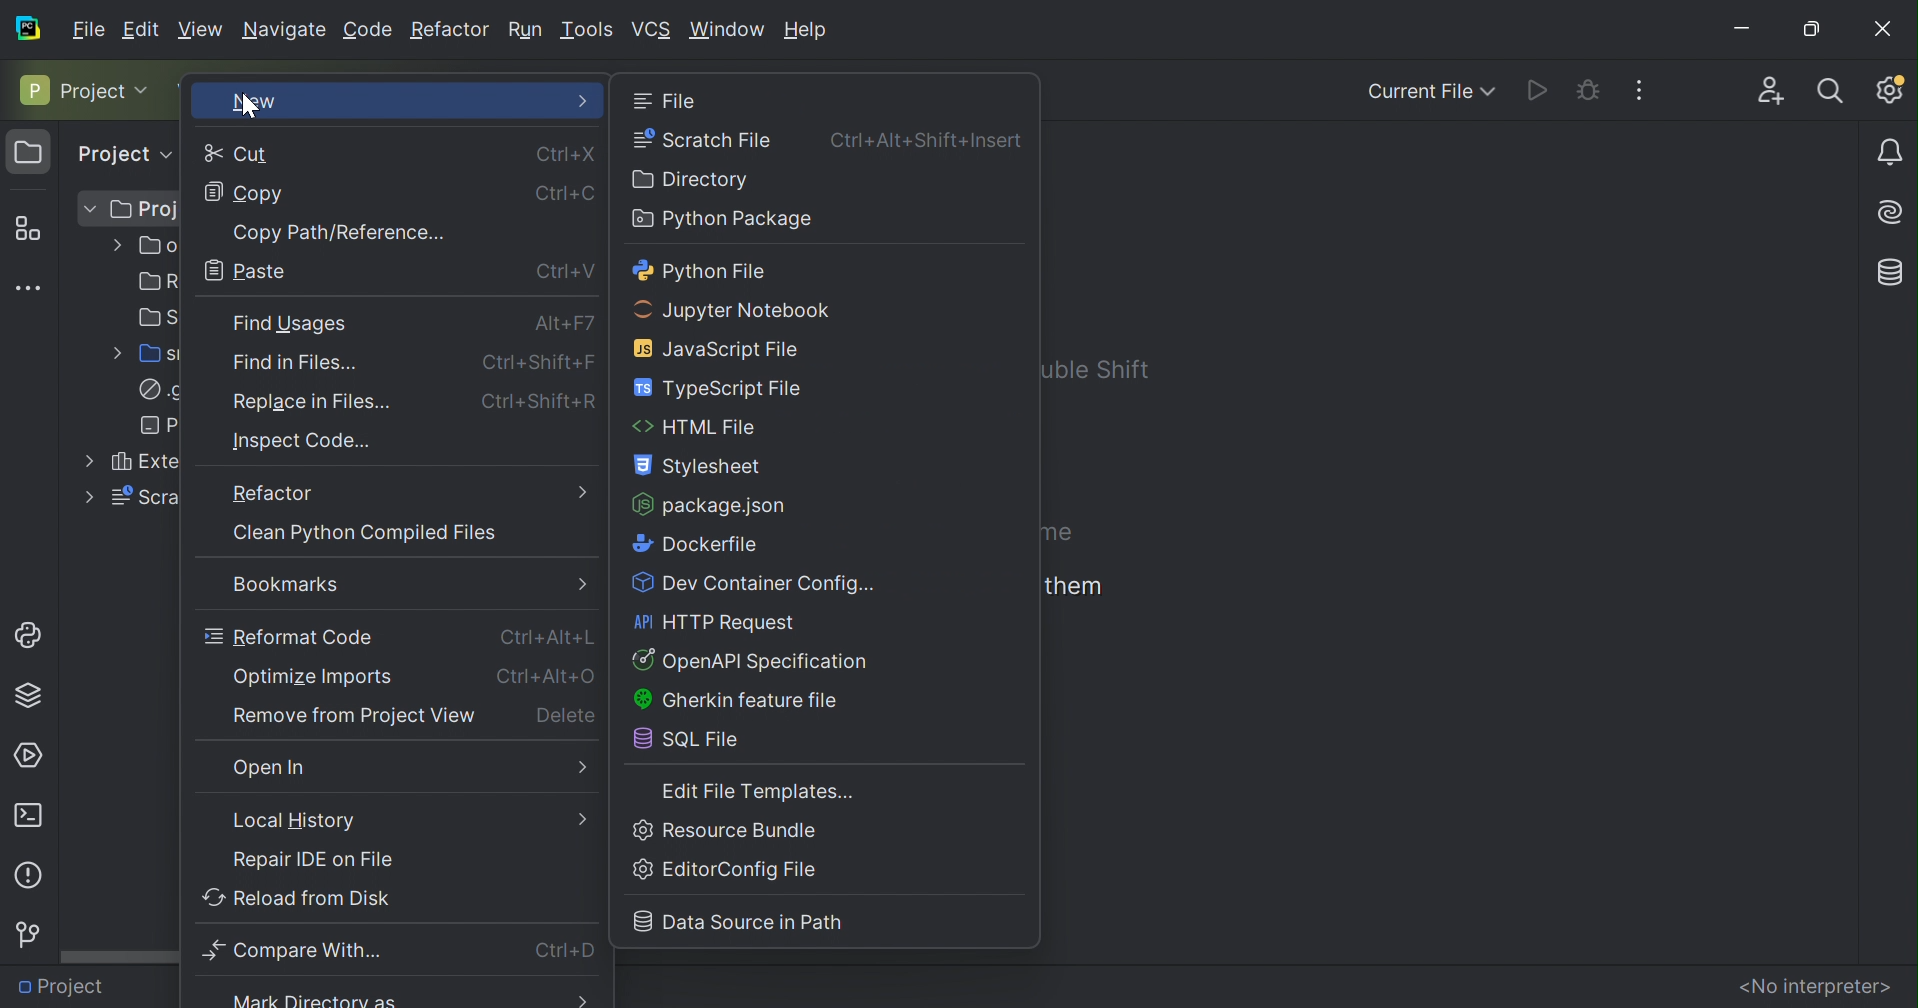 File Edit View Navigate Code Refactor Run Tools VCS Window Help
P Project
Current File
Project
Proj
o
R
S
.g
P
Exte
Scra
New
Cut Ctrl+X
Copy Ctrl+C
Copy Path/Reference...
Paste Ctrl+V
Find Usages Alt+F7
Find in Files... Ctrl+Shift+F
Replace in Files... Ctrl+Shift+R
Inspect Code...
Refactor
Clean Python Compiled Files
Bookmarks
Reformat Code Ctrl+Alt+L
Optimize Imports Ctrl+Alt+O
Remove from Project View Delete
Open In
Local History
Repair IDE on File
Reload from Disk
Compare With... Ctrl+D
Mark Directory as
File
Scratch File Ctrl+Alt+Shift+Insert
Directory
Python Package
Python File
Jupyter Notebook
JS JavaScript File
TS TypeScript File
<> HTML File
Stylesheet
package.json
Dockerfile
Dev Container Config...
API HTTP Request
OpenAPI Specification
Gherkin feature file
SQL File
Edit File Templates...
Resource Bundle
EditorConfig File
Data Source in Path
uble Shift
me
them
Project
<No interpreter>